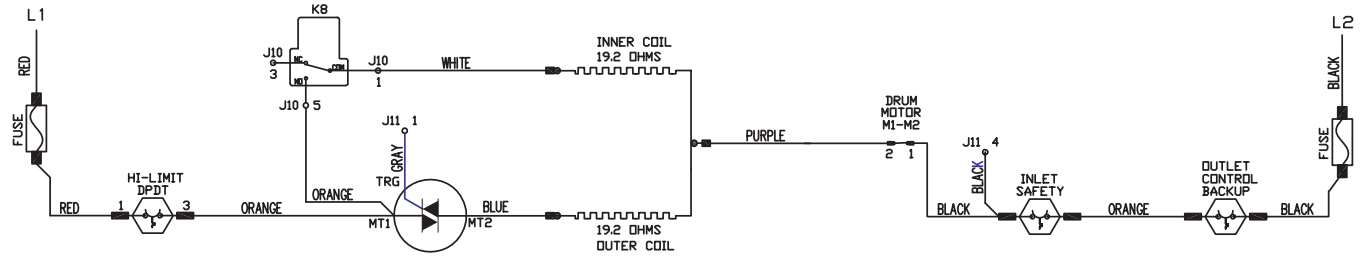 L1
K8
L2
RED
FUSE
J10
3
NC
COM
NO
J10
1
WHITE
INNER COIL
19.2 OHMS
J10 5
J11 1
GRAY
TRG
DRUM
MOTOR
M1-M2
2 1
PURPLE
J11 4
BLACK
BLACK
FUSE
HI-LIMIT
DPDT
RED
1
3
ORANGE
ORANGE
MT1
MT2
BLUE
19.2 OHMS
OUTER COIL
BLACK
INLET
SAFETY
ORANGE
OUTLET
CONTROL
BACKUP
BLACK